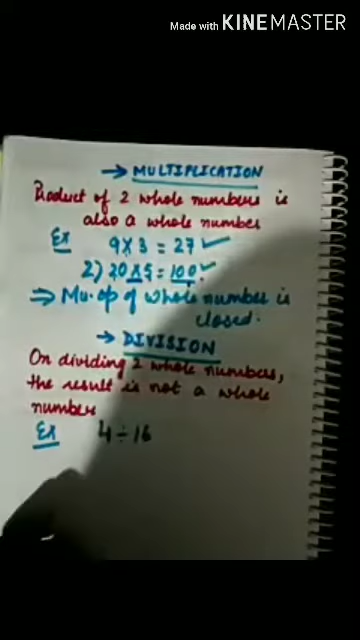 Made with KINEMASTER
→ MULTIPLICATION
Product of 2 whole numbers is
also a whole number
Ex 9 x 3 = 27 ✓
2) 20 x 5 = 100 ✓
⇒ Mu. op of whole number is
closed.
→ DIVISION
On dividing 2 whole numbers,
the result is not a whole
number
Ex 4 ÷ 16